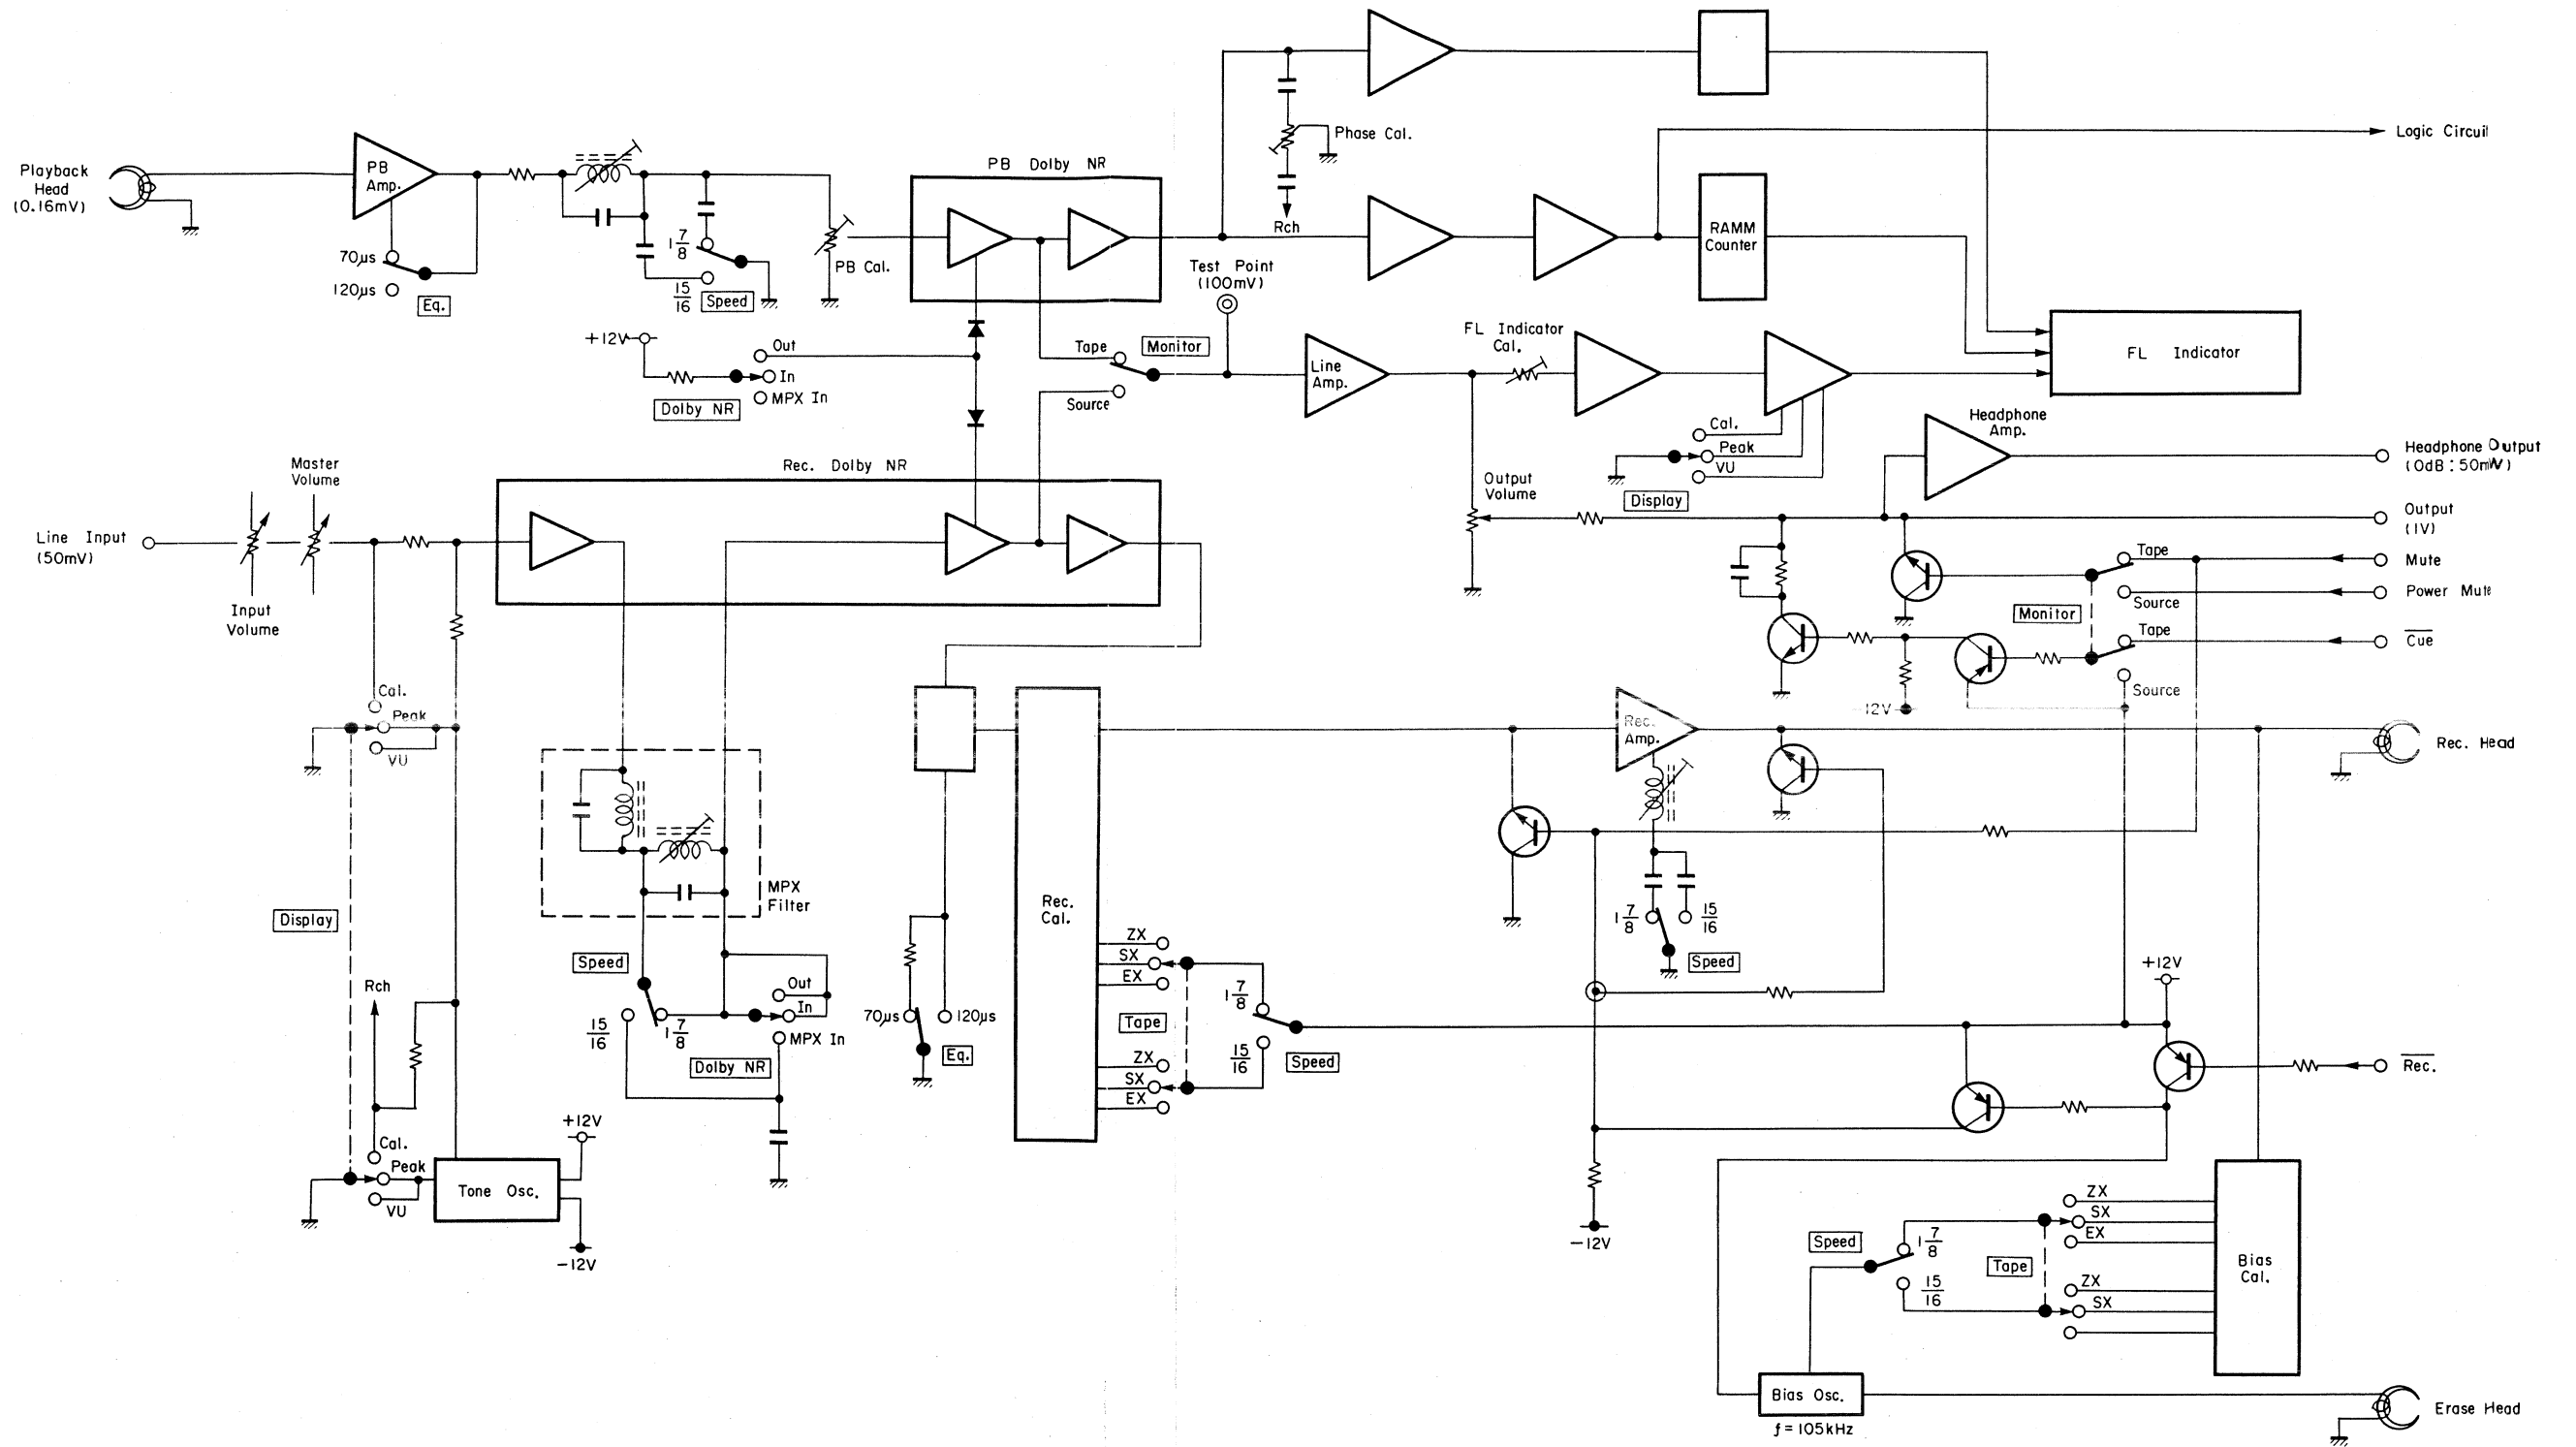 Playback
Head
(0.16mV)
PB
Amp.
70µs
120µs
Eq.
1 7/8
15/16
Speed
PB Cal.
PB Dolby NR
Phase Cal.
Rch
Logic Circuit
RAMM
Counter
Test Point
(100mV)
+12V
Out
In
MPX In
Dolby NR
Tape
Monitor
Source
Line
Amp.
FL Indicator
Cal.
FL Indicator
Cal.
Peak
VU
Display
Headphone
Amp.
Headphone Output
(0dB : 50mW)
Output
Volume
Output
(1V)
Master
Volume
Rec. Dolby NR
Line Input
(50mV)
Input
Volume
Tape
Mute
Source
Power Mute
Monitor
Tape
Cue
Source
-12V
Cal.
Peak
VU
Rec.
Amp.
Rec. Head
MPX
Filter
Display
Rec.
Cal.
1 7/8
15/16
Speed
ZX
SX
EX
Speed
Out
In
MPX In
15/16
1 7/8
Dolby NR
Rch
70µs
120µs
Eq.
Tape
1 7/8
15/16
Speed
ZX
SX
EX
+12V
Rec.
Cal.
Peak
VU
Tone Osc.
+12V
-12V
-12V
ZX
SX
EX
Speed
1 7/8
15/16
Tape
ZX
SX
Bias
Cal.
Bias Osc.
f=105kHz
Erase Head